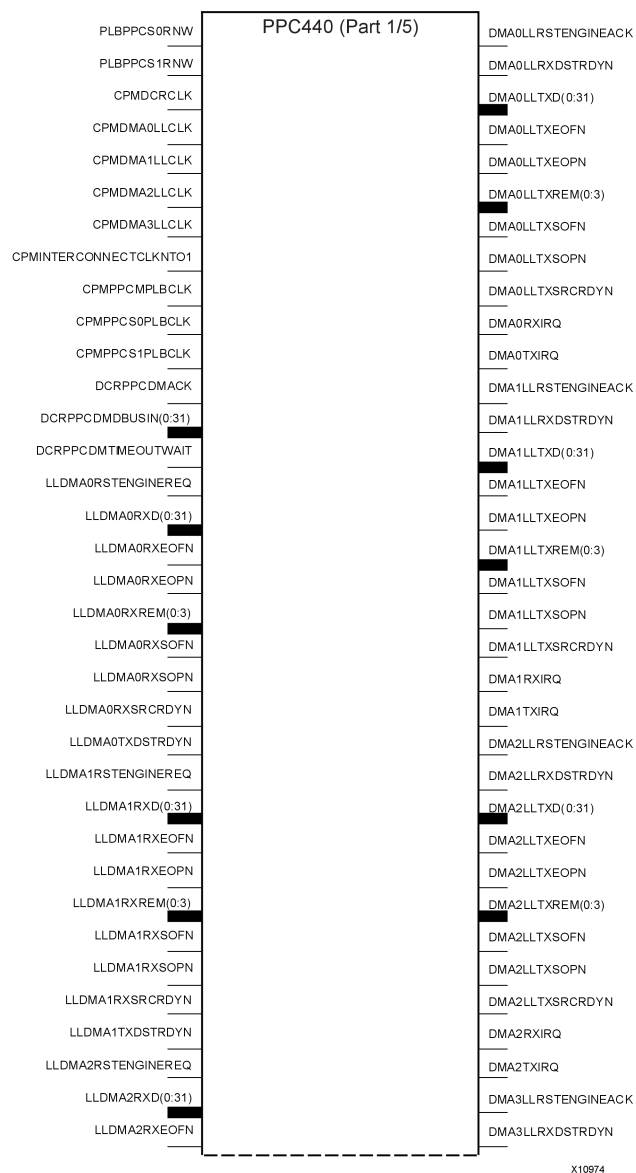 PPC440 (Part 1/5)
PLBPPCS0RNW
PLBPPCS1RNW
CPMDCRCLK
CPMDMA0LLCLK
CPMDMA1LLCLK
CPMDMA2LLCLK
CPMDMA3LLCLK
CPMINTERCONNECTCLKNTO1
CPMPPCMPLBCLK
CPMPPCS0PLBCLK
CPMPPCS1PLBCLK
DCRPPCDMACK
DCRPPCDMDBUSIN(0:31)
DCRPPCDMTIMEOUTWAIT
LLDMA0RSTENGINEREQ
LLDMA0RXD(0:31)
LLDMA0RXEOFN
LLDMA0RXEOPN
LLDMA0RXREM(0:3)
LLDMA0RXSOFN
LLDMA0RXSOPN
LLDMA0RXSRCRDYN
LLDMA0TXDSTRDYN
LLDMA1RSTENGINEREQ
LLDMA1RXD(0:31)
LLDMA1RXEOFN
LLDMA1RXEOPN
LLDMA1RXREM(0:3)
LLDMA1RXSOFN
LLDMA1RXSOPN
LLDMA1RXSRCRDYN
LLDMA1TXDSTRDYN
LLDMA2RSTENGINEREQ
LLDMA2RXD(0:31)
LLDMA2RXEOFN
DMA0LLRSTENGINEACK
DMA0LLRXDSTRDYN
DMA0LLTXD(0:31)
DMA0LLTXEOFN
DMA0LLTXEOPN
DMA0LLTXREM(0:3)
DMA0LLTXSOFN
DMA0LLTXSOPN
DMA0LLTXSRCRDYN
DMA0RXIRQ
DMA0TXIRQ
DMA1LLRSTENGINEACK
DMA1LLRXDSTRDYN
DMA1LLTXD(0:31)
DMA1LLTXEOFN
DMA1LLTXEOPN
DMA1LLTXREM(0:3)
DMA1LLTXSOFN
DMA1LLTXSOPN
DMA1LLTXSRCRDYN
DMA1RXIRQ
DMA1TXIRQ
DMA2LLRSTENGINEACK
DMA2LLRXDSTRDYN
DMA2LLTXD(0:31)
DMA2LLTXEOFN
DMA2LLTXEOPN
DMA2LLTXREM(0:3)
DMA2LLTXSOFN
DMA2LLTXSOPN
DMA2LLTXSRCRDYN
DMA2RXIRQ
DMA2TXIRQ
DMA3LLRSTENGINEACK
DMA3LLRXDSTRDYN
X10974